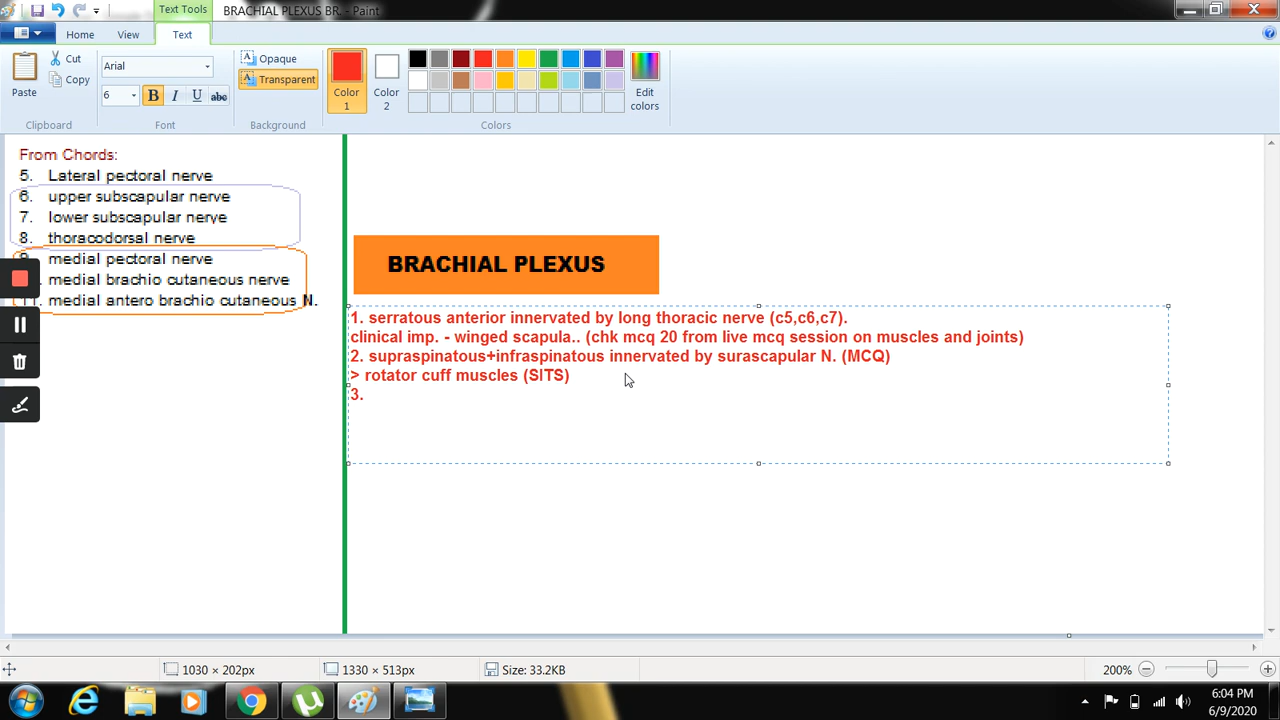 Text Tools
BRACHIAL PLEXUS BR. - Paint
Home
View
Text
Paste
Cut
Copy
Clipboard
Arial
6
B
I
U
abc
Font
Opaque
Transparent
Background
Color
1
Color
2
Edit
colors
Colors
From Chords:
5. Lateral pectoral nerve
6. upper subscapular nerve
7. lower subscapular nerve
8. thoracodorsal nerve
9. medial pectoral nerve
medial brachio cutaneous nerve
11. medial antero brachio cutaneous N.
BRACHIAL PLEXUS
1. serratous anterior innervated by long thoracic nerve (c5,c6,c7).
clinical imp. - winged scapula.. (chk mcq 20 from live mcq session on muscles and joints)
2. supraspinatous+infraspinatous innervated by surascapular N. (MCQ)
> rotator cuff muscles (SITS)
3.
1030 × 202px
1330 × 513px
Size: 33.2KB
200%
6:04 PM
6/9/2020